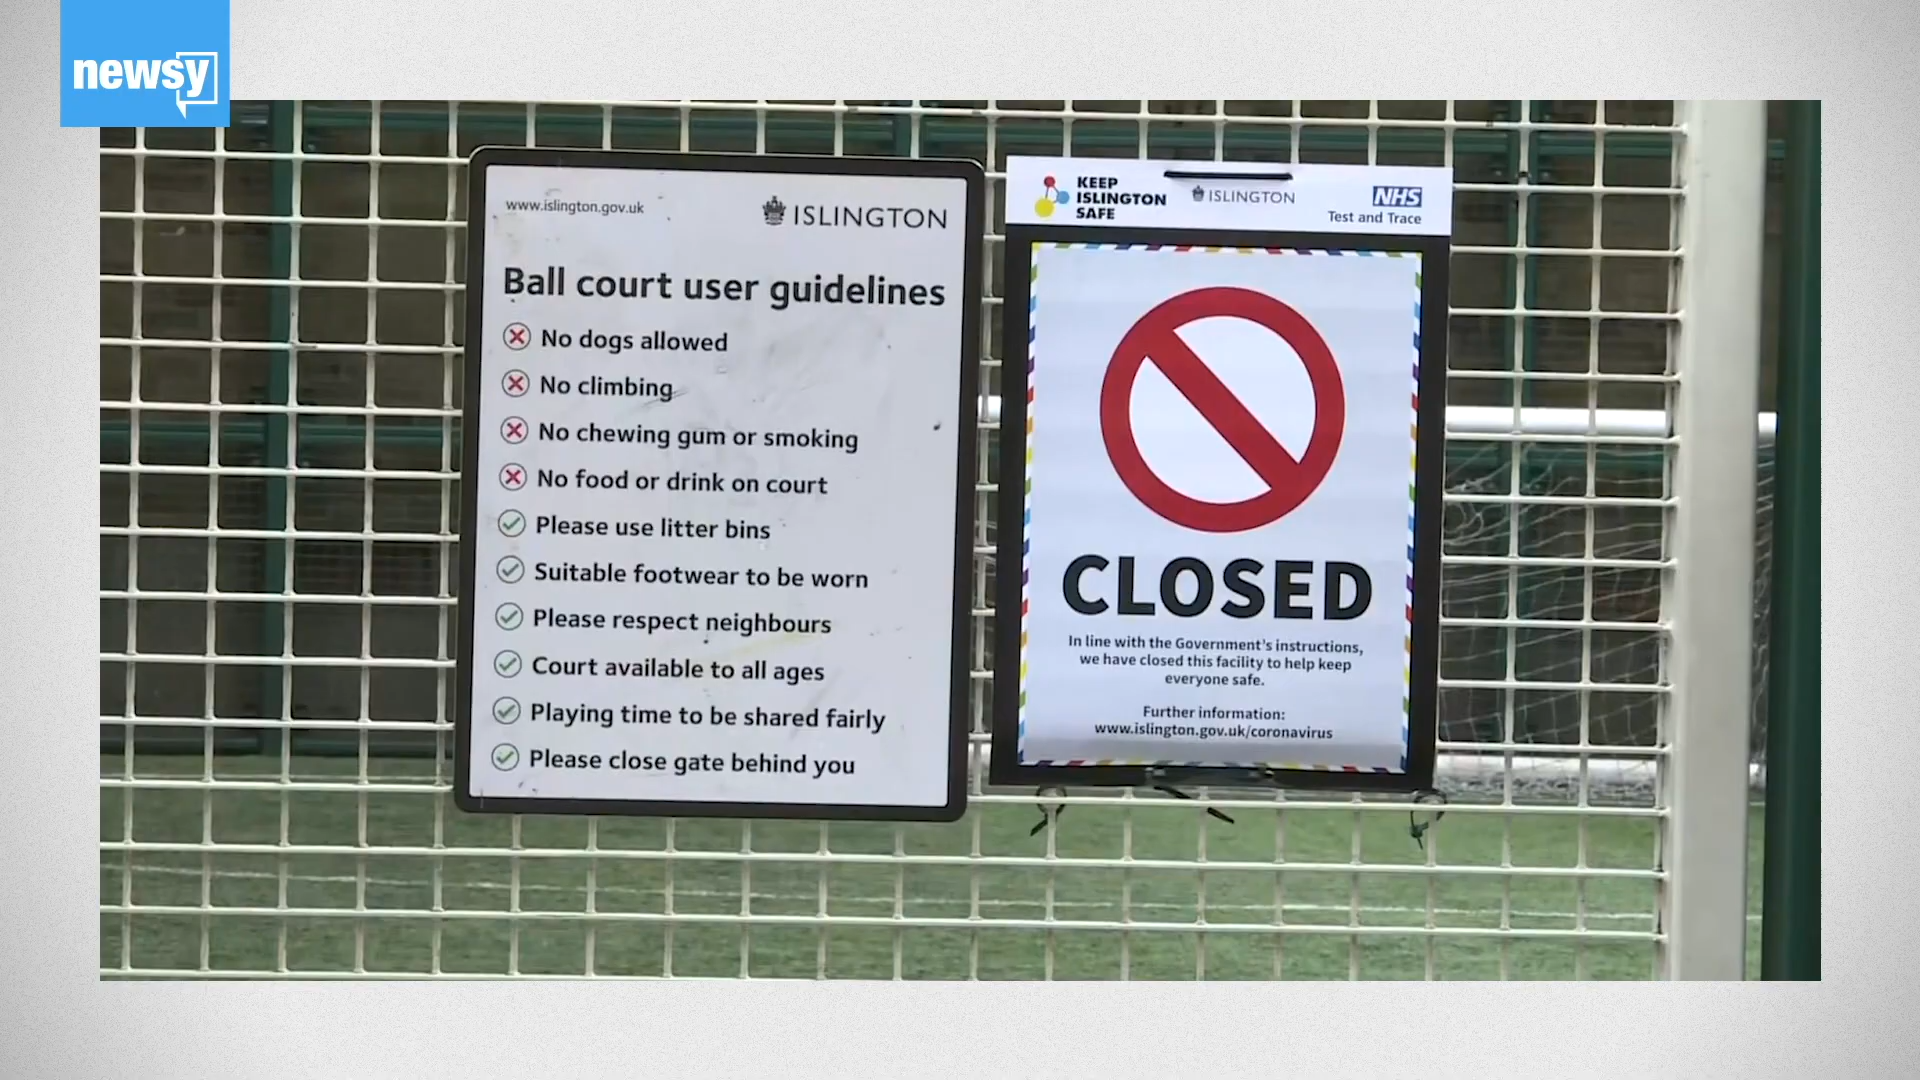 newsy
www.islington.gov.uk
ISLINGTON
Ball court user guidelines
No dogs allowed
No climbing
No chewing gum or smoking
No food or drink on court
Please use litter bins
Suitable footwear to be worn
Please respect neighbours
Court available to all ages
Playing time to be shared fairly
Please close gate behind you
KEEP
ISLINGTON
SAFE
ISLINGTON
NHS
Test and Trace
CLOSED
In line with the Government's instructions,
we have closed this facility to help keep
everyone safe.
Further information:
www.islington.gov.uk/coronavirus